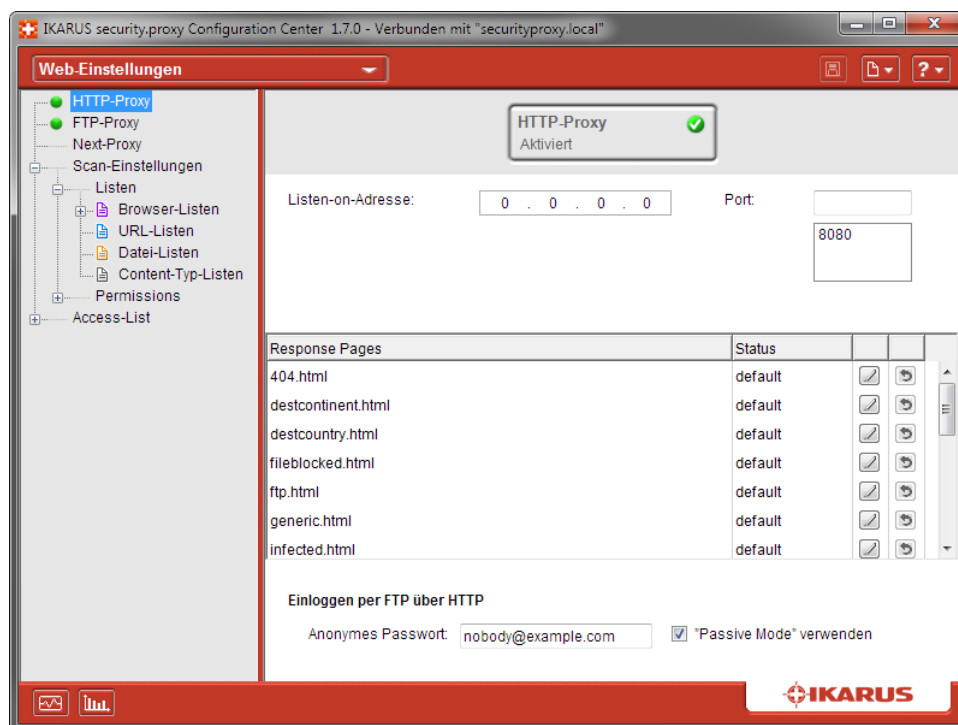 IKARUS security.proxy Configuration Center 1.7.0 - Verbunden mit "securityproxy.local"
Web-Einstellungen
?
HTTP-Proxy
FTP-Proxy
Next-Proxy
Scan-Einstellungen
Listen
Browser-Listen
URL-Listen
Datei-Listen
Content-Typ-Listen
Permissions
Access-List
HTTP-Proxy
Aktiviert
Listen-on-Adresse: 0 . 0 . 0 . 0 Port:
8080
Response Pages Status
404.html default
destcontinent.html default
destcountry.html default
fileblocked.html default
ftp.html default
generic.html default
infected.html default
Einloggen per FTP über HTTP
Anonymes Passwort: nobody@example.com "Passive Mode" verwenden
IKARUS